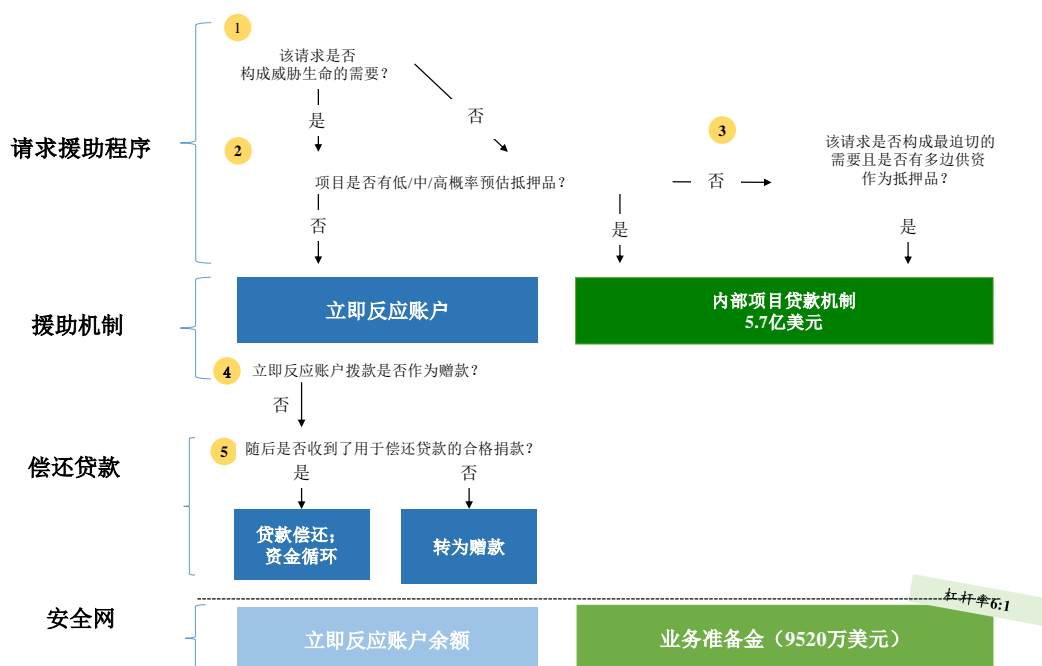 1
该请求是否
构成威胁生命的需要？
请求援助程序
是
否
2
3
该请求是否构成最迫切的
需要且是否有多边供资
作为抵押品？
项目是否有低/中/高概率预估抵押品？
否
否
是
是
援助机制
立即反应账户
内部项目贷款机制
5.7亿美元
4
立即反应账户拨款是否作为赠款？
否
偿还贷款
5
随后是否收到了用于偿还贷款的合格捐款？
是
否
贷款偿还；
资金循环
转为赠款
杠杆率6:1
安全网
立即反应账户余额
业务准备金（9520万美元）